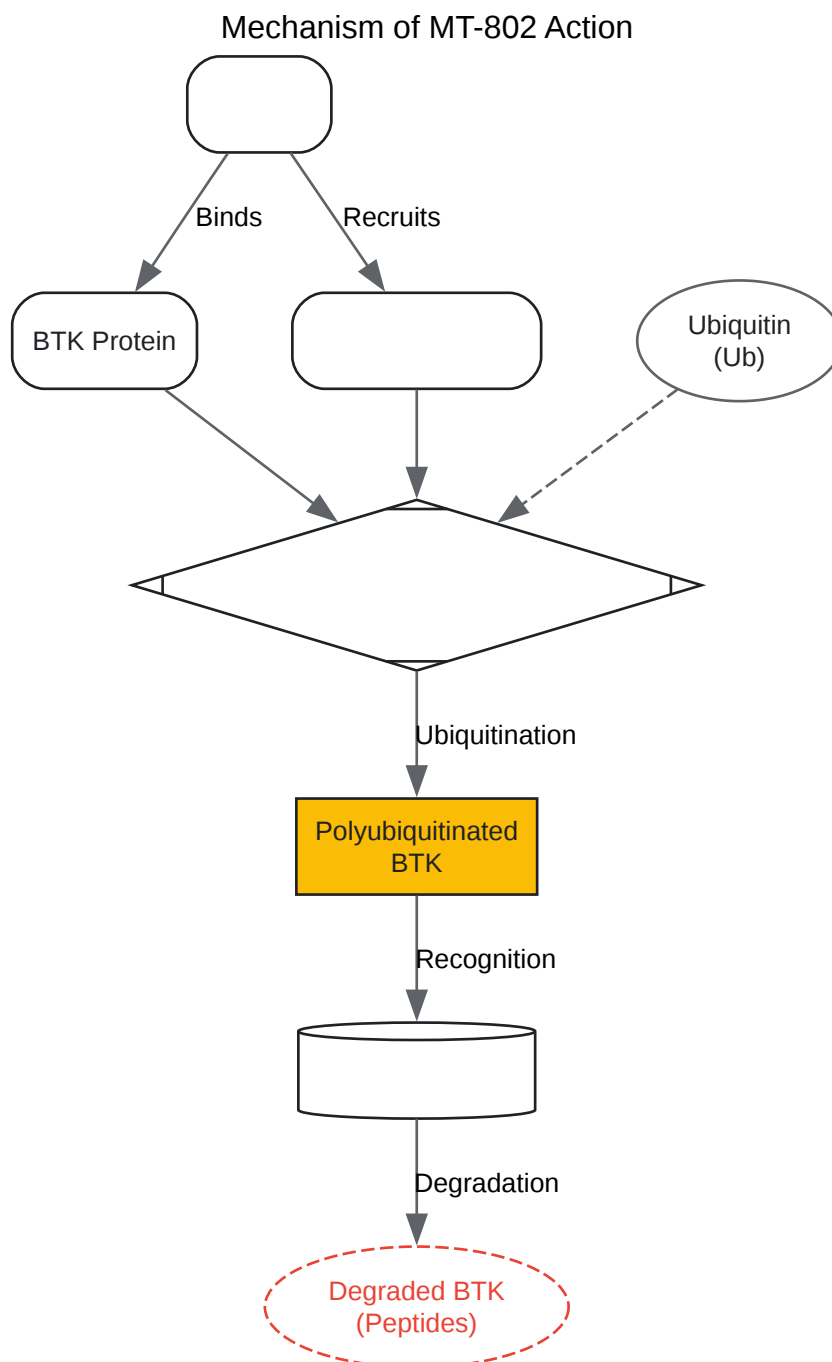 Mechanism of MT-802 Action
Binds
Recruits
BTK Protein
Ubiquitin
(Ub)
Ubiquitination
Polyubiquitinated
BTK
Recognition
Degradation
Degraded BTK
(Peptides)